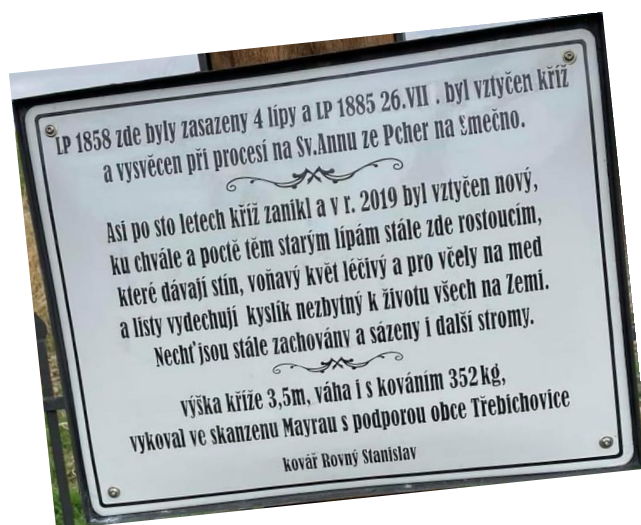 LP 1858 zde byly zasazeny 4 lípy a LP 1885 26.VII . byl vztyčen kříž
a vysvěcen při procesí na Sv.Annu ze Pcher na Smečno.
Asi po sto letech kříž zanikl a v r. 2019 byl vztyčen nový,
ku chvále a poctě těm starým lípám stále zde rostoucím,
které dávají stín, voňavý květ léčivý a pro včely na med
a listy vydechují kyslík nezbytný k životu všech na Zemi.
Nechť jsou stále zachovány a sázeny i další stromy.
výška kříže 3,5m, váha i s kováním 352kg,
vykoval ve skanzenu Mayrau s podporou obce Třebichovice
kovář Rovný Stanislav